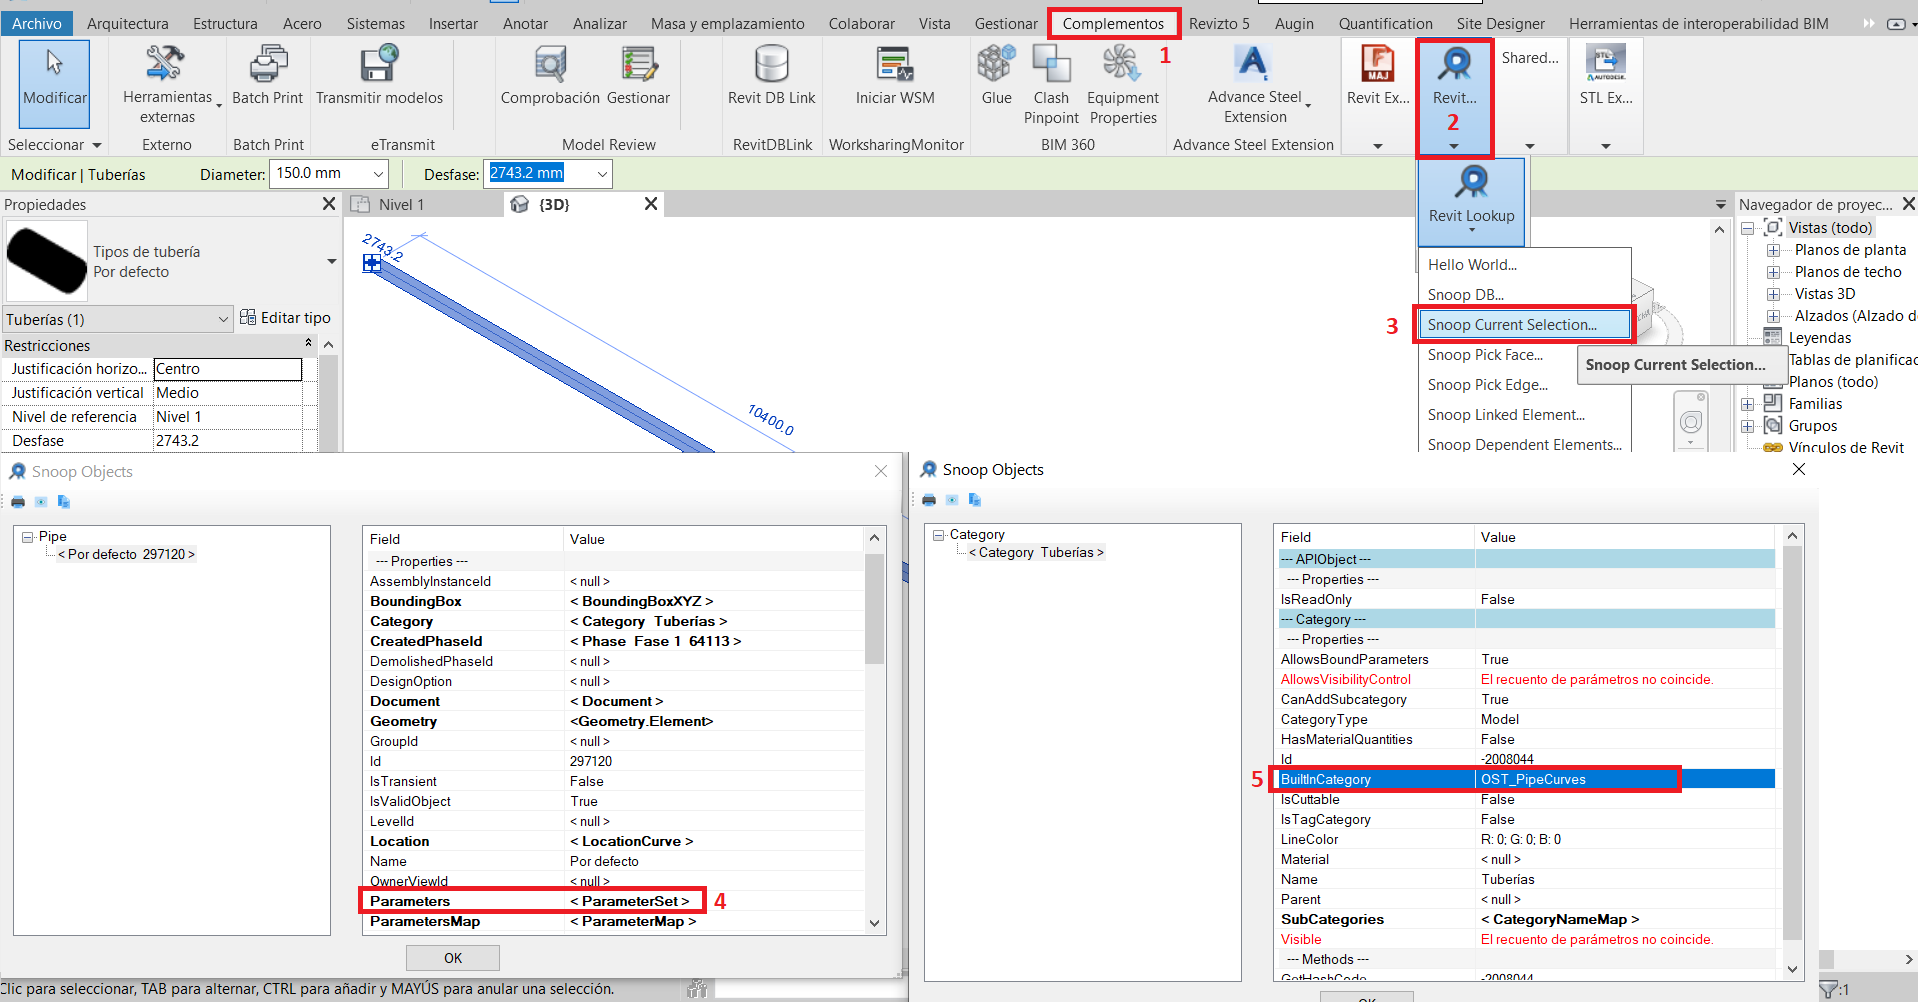 Archivo Arquitectura Estructura Acero Sistemas Insertar Anotar Analizar Masa y emplazamiento Colaborar Vista Gestionar Complementos Revizto 5 Augin Quantification Site Designer Herramientas de interoperabilidad BIM
1
Modificar
Herramientas externas
Batch Print
Transmitir modelos
Comprobación Gestionar
Revit DB Link
Iniciar WSM
Glue
Clash Pinpoint
Equipment Properties
Advance Steel Extension
MAJ
Revit Ex...
Revit...
2
Shared...
STL
AUTODESK.
STL Ex...
Seleccionar Externo Batch Print eTransmit Model Review RevitDBLink WorksharingMonitor BIM 360 Advance Steel Extension
Modificar | Tuberías Diameter: 150.0 mm Desfase: 2743.2 mm
Propiedades
Nivel 1
{3D}
Tipos de tubería
Por defecto
Tuberías (1) Editar tipo
Restricciones
Justificación horizo... Centro
Justificación vertical Medio
Nivel de referencia Nivel 1
Desfase 2743.2
2743.2
10400.0
Revit Lookup
Hello World...
Snoop DB...
3
Snoop Current Selection...
Snoop Pick Face...
Snoop Current Selection...
Snoop Pick Edge...
Snoop Linked Element...
Snoop Dependent Elements...
Navegador de proyec...
Vistas (todo)
Planos de planta
Planos de techo
Vistas 3D
Alzados (Alzado d
Leyendas
Tablas de planificac
Planos (todo)
Familias
Grupos
Vínculos de Revit
Snoop Objects
Pipe
< Por defecto 297120 >
Field Value
--- Properties ---
AssemblyInstanceId < null >
BoundingBox < BoundingBoxXYZ >
Category < Category Tuberías >
CreatedPhaseId < Phase Fase 1 64113 >
DemolishedPhaseId < null >
DesignOption < null >
Document < Document >
Geometry <Geometry.Element>
GroupId < null >
Id 297120
IsTransient False
IsValidObject True
LevelId < null >
Location < LocationCurve >
Name Por defecto
OwnerViewId < null >
Parameters < ParameterSet > 4
ParametersMap < ParameterMap >
OK
Snoop Objects
Category
< Category Tuberías >
Field Value
--- APIObject ---
--- Properties ---
IsReadOnly False
--- Category ---
--- Properties ---
AllowsBoundParameters True
AllowsVisibilityControl El recuento de parámetros no coincide.
CanAddSubcategory True
CategoryType Model
HasMaterialQuantities False
Id -2008044
5 BuiltInCategory OST_PipeCurves
IsCuttable False
IsTagCategory False
LineColor R: 0; G: 0; B: 0
Material < null >
Name Tuberías
Parent < null >
SubCategories < CategoryNameMap >
Visible El recuento de parámetros no coincide.
--- Methods ---
GetHashCode -2008044
OK
Clic para seleccionar, TAB para alternar, CTRL para añadir y MAYÚS para anular una selección.
:1